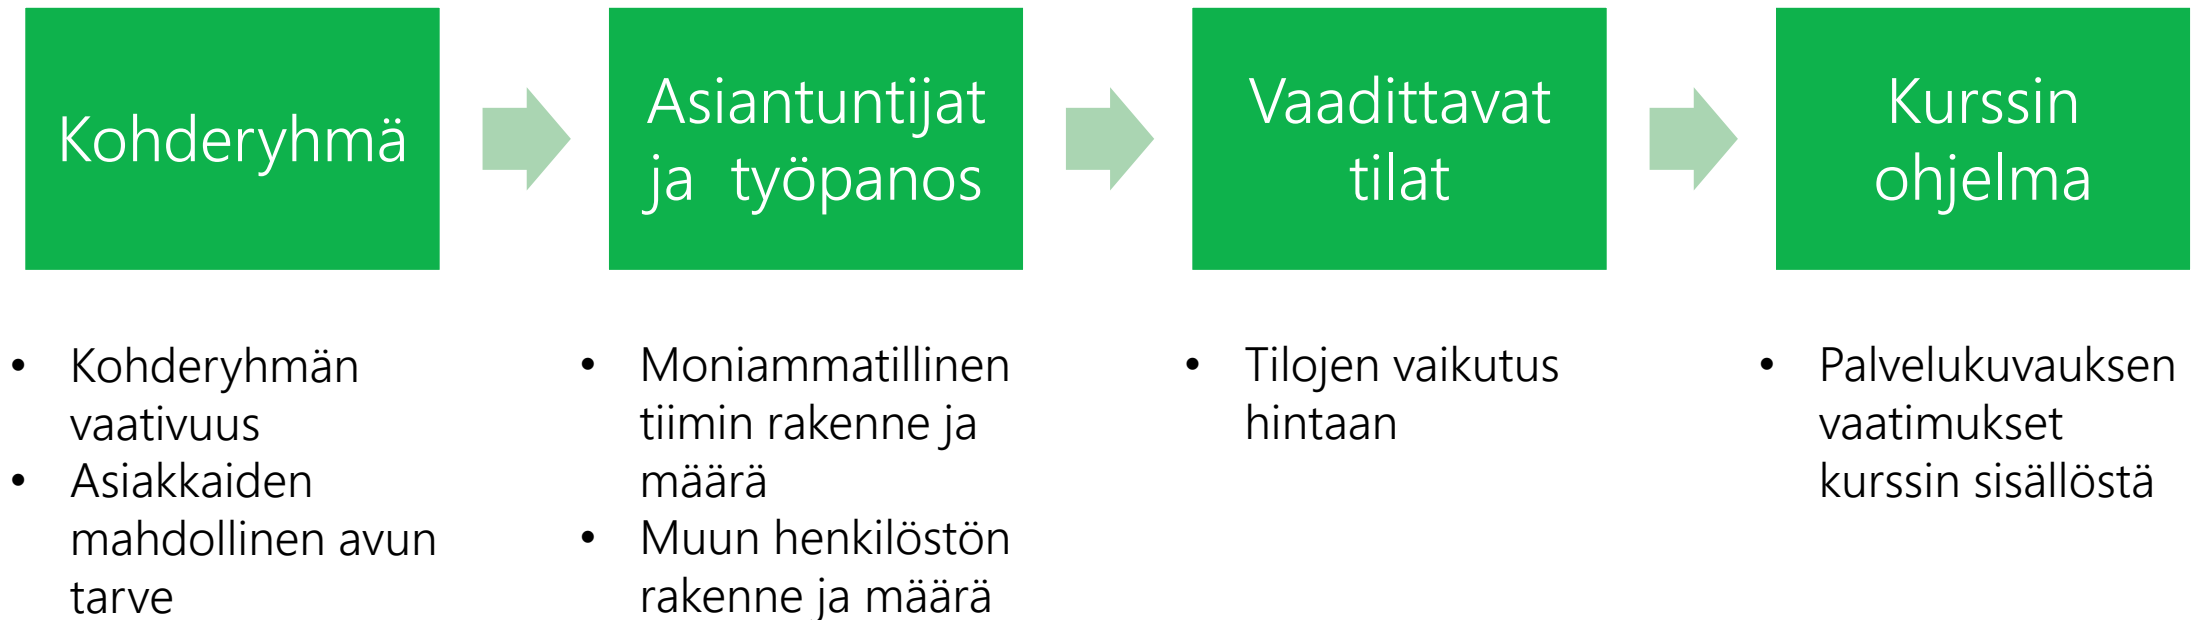 Kohderyhmä
Asiantuntijat
ja työpanos
Vaadittavat
tilat
Kurssin
ohjelma
• Kohderyhmän
vaativuus
• Asiakkaiden
mahdollinen avun
tarve
• Moniammatillinen
tiimin rakenne ja
määrä
• Muun henkilöstön
rakenne ja määrä
• Tilojen vaikutus
hintaan
• Palvelukuvauksen
vaatimukset
kurssin sisällöstä